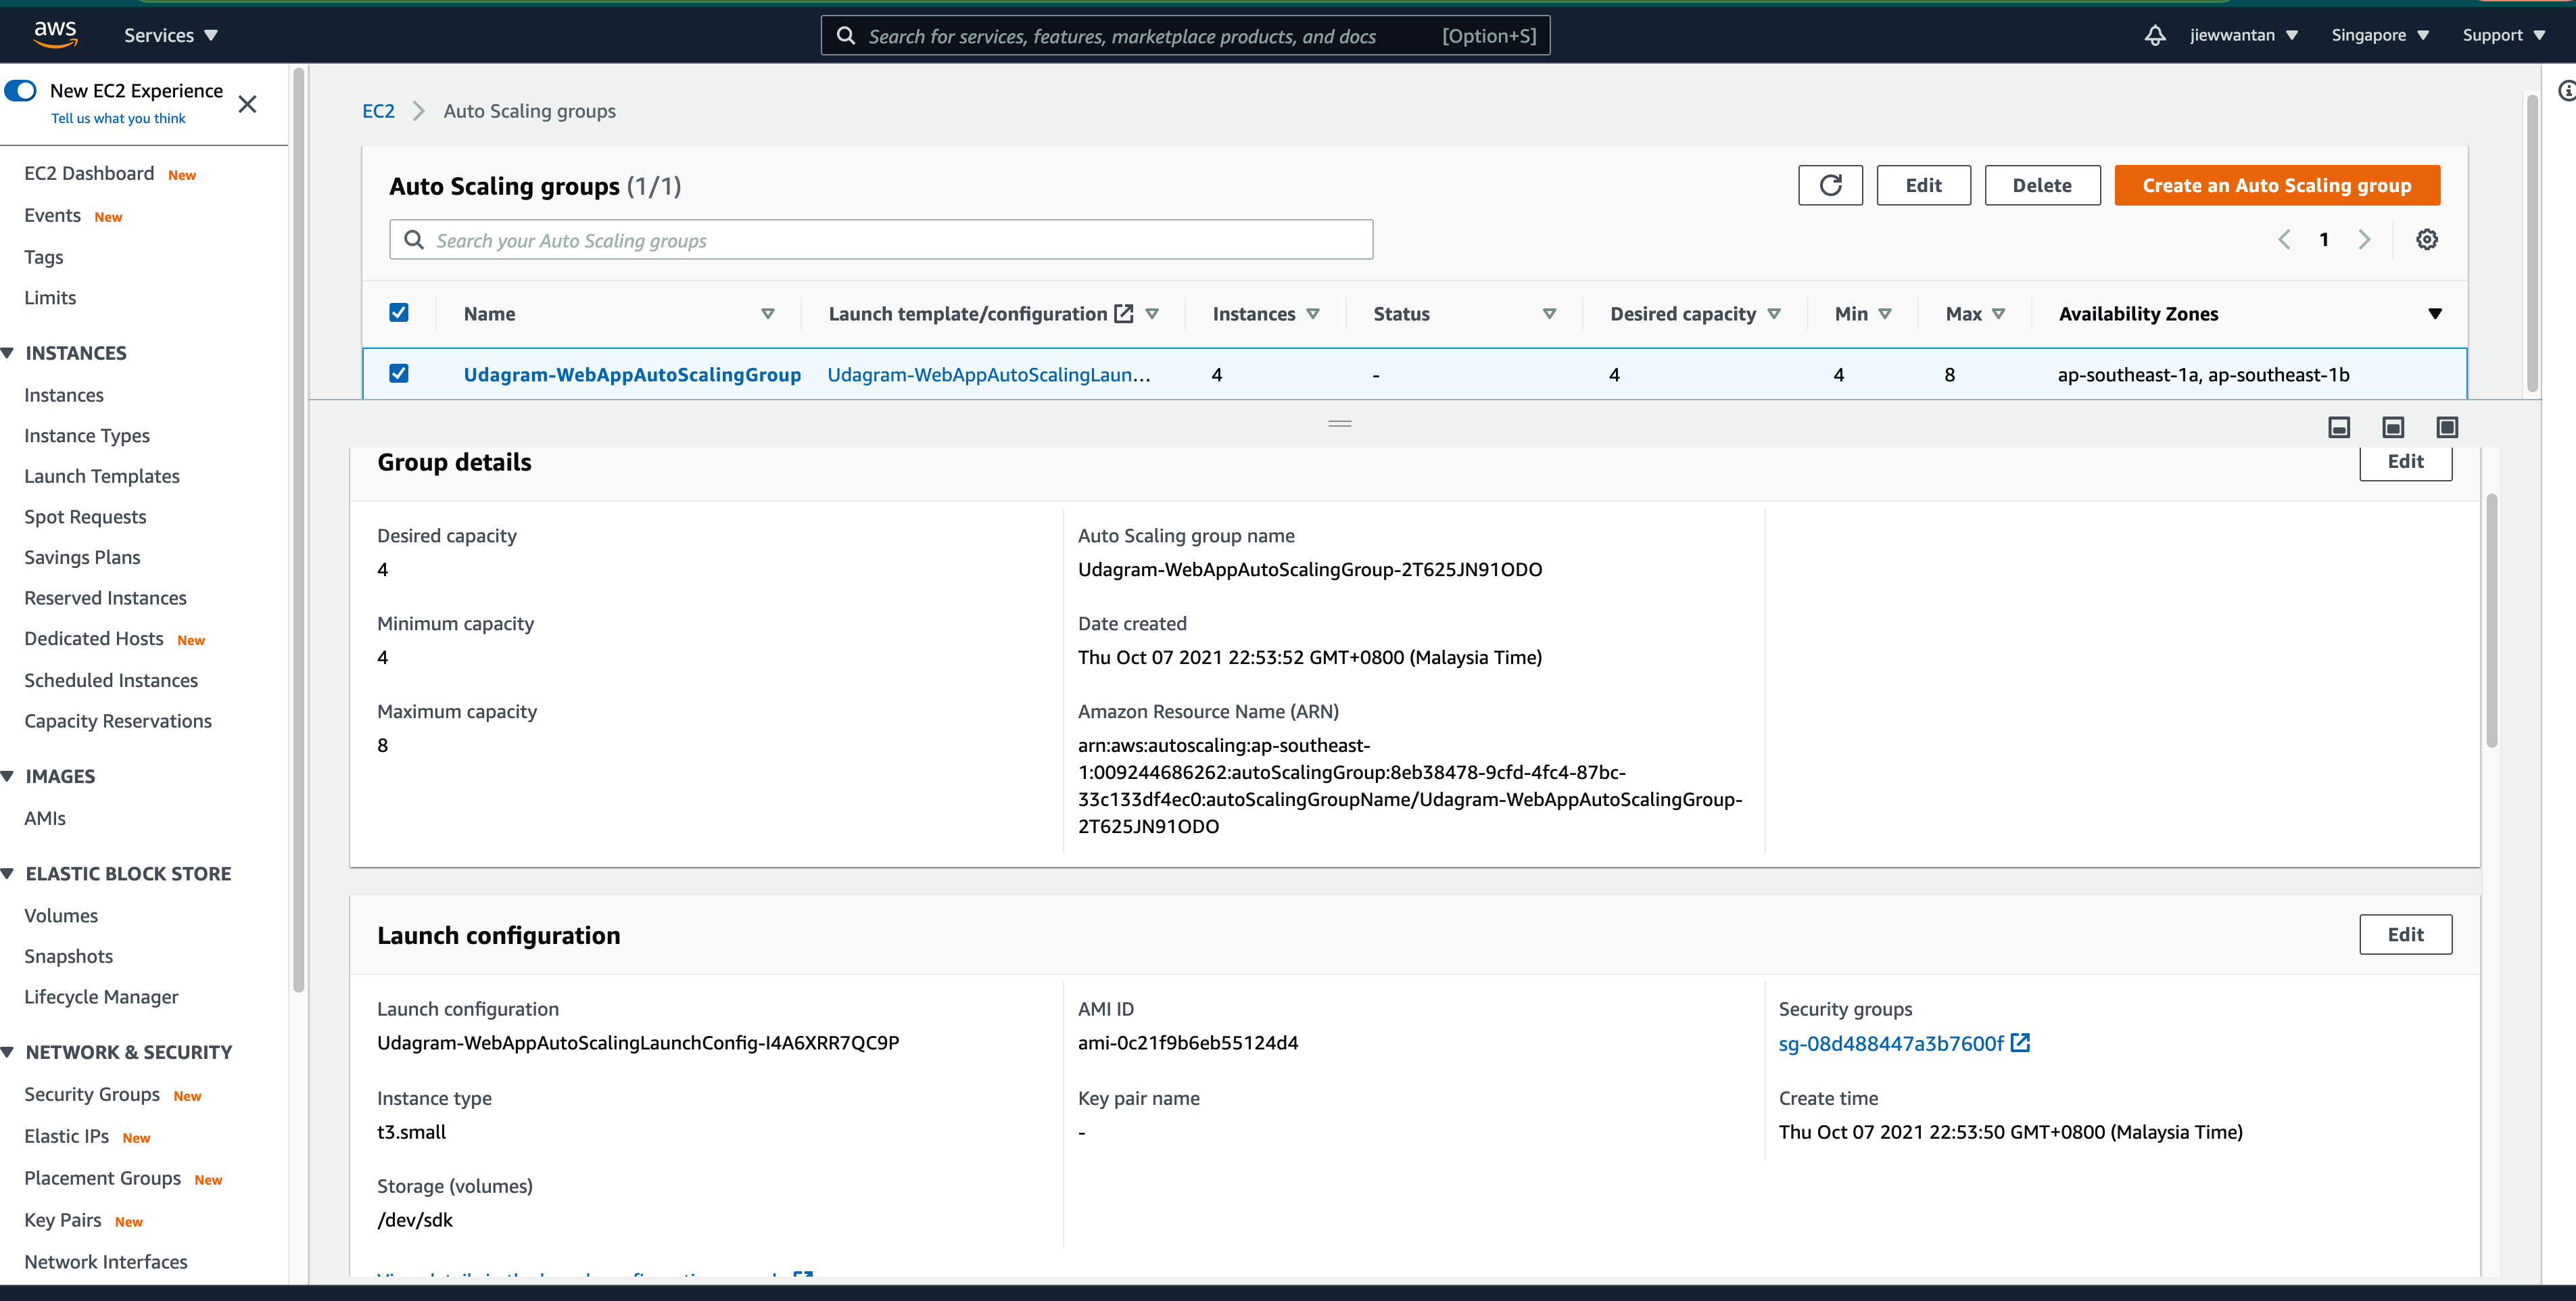 aws
Services
Search for services, features, marketplace products, and docs
[Option+S]
jiewwantan
Singapore
Support
New EC2 Experience
Tell us what you think
EC2 Dashboard New
Events New
Tags
Limits
INSTANCES
Instances
Instance Types
Launch Templates
Spot Requests
Savings Plans
Reserved Instances
Dedicated Hosts New
Scheduled Instances
Capacity Reservations
IMAGES
AMIs
ELASTIC BLOCK STORE
Volumes
Snapshots
Lifecycle Manager
NETWORK & SECURITY
Security Groups New
Elastic IPs New
Placement Groups New
Key Pairs New
Network Interfaces
EC2 > Auto Scaling groups
Auto Scaling groups (1/1)
Edit
Delete
Create an Auto Scaling group
Search your Auto Scaling groups
1
Name
Launch template/configuration
Instances
Status
Desired capacity
Min
Max
Availability Zones
Udagram-WebAppAutoScalingGroup
Udagram-WebAppAutoScalingLaun...
4
-
4
4
8
ap-southeast-1a, ap-southeast-1b
Group details
Edit
Desired capacity
4
Minimum capacity
4
Maximum capacity
8
Auto Scaling group name
Udagram-WebAppAutoScalingGroup-2T625JN91ODO
Date created
Thu Oct 07 2021 22:53:52 GMT+0800 (Malaysia Time)
Amazon Resource Name (ARN)
arn:aws:autoscaling:ap-southeast-
1:009244686262:autoScalingGroup:8eb38478-9cfd-4fc4-87bc-
33c133df4ec0:autoScalingGroupName/Udagram-WebAppAutoScalingGroup-
2T625JN91ODO
Launch configuration
Edit
Launch configuration
Udagram-WebAppAutoScalingLaunchConfig-I4A6XRR7QC9P
Instance type
t3.small
Storage (volumes)
/dev/sdk
AMI ID
ami-0c21f9b6eb55124d4
Key pair name
-
Security groups
sg-08d488447a3b7600f
Create time
Thu Oct 07 2021 22:53:50 GMT+0800 (Malaysia Time)